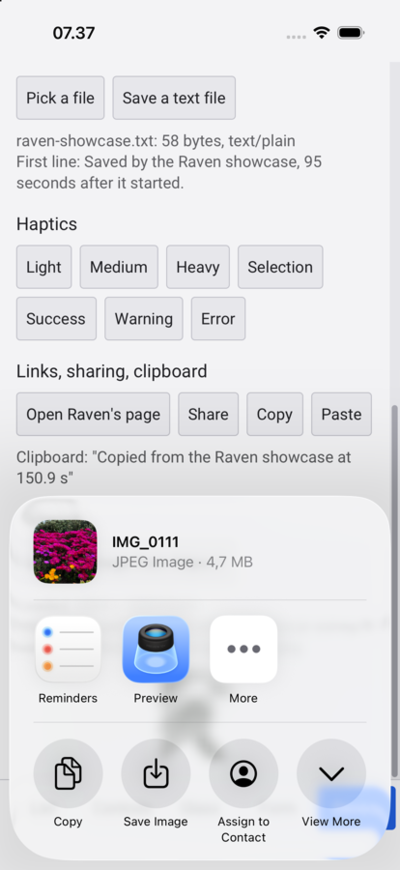 07.37
Pick a file
Save a text file
raven-showcase.txt: 58 bytes, text/plain
First line: Saved by the Raven showcase, 95
seconds after it started.
Haptics
Light
Medium
Heavy
Selection
Success
Warning
Error
Links, sharing, clipboard
Open Raven's page
Share
Copy
Paste
Clipboard: "Copied from the Raven showcase at
150.9 s"
IMG_0111
JPEG Image · 4,7 MB
Reminders
Preview
More
Copy
Save Image
Assign to
Contact
View More